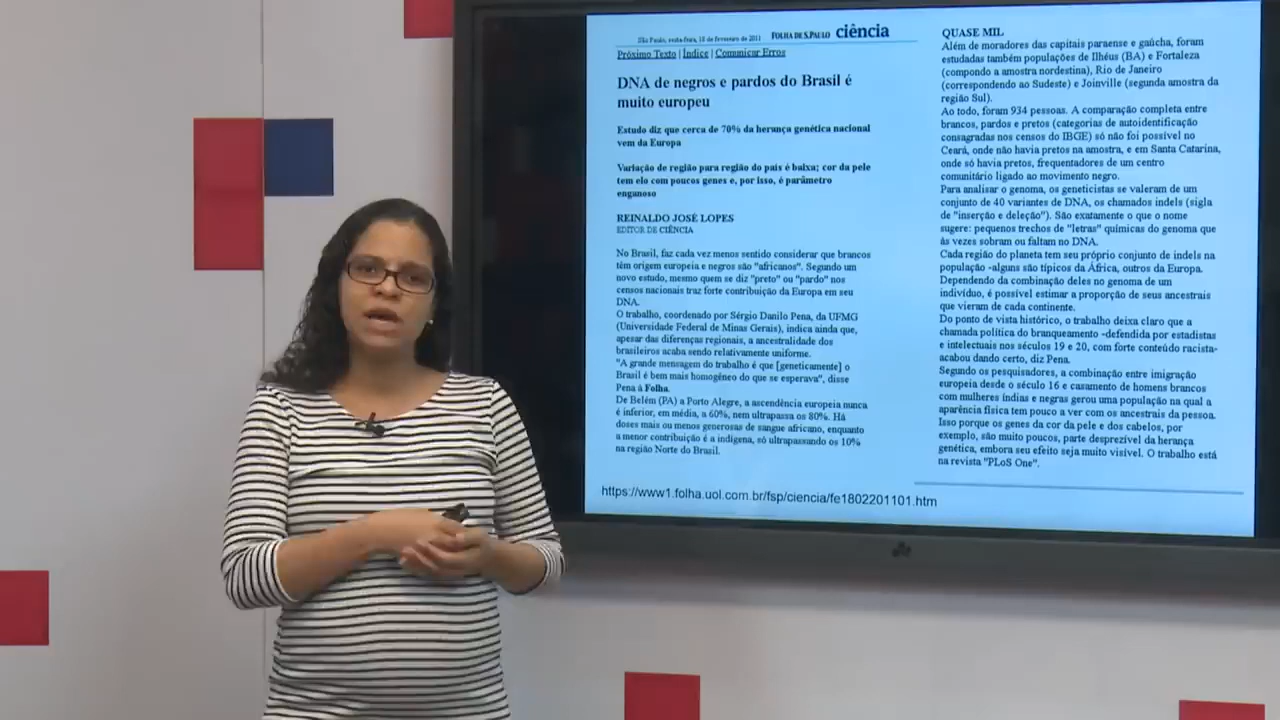 São Paulo, sexta-feira, 18 de fevereiro de 2011 FOLHA DE S.PAULO ciência
Próximo Texto | Índice | Comunicar Erros
DNA de negros e pardos do Brasil é
muito europeu
Estudo diz que cerca de 70% da herança genética nacional
vem da Europa
Variação de região para região do país é baixa; cor da pele
tem elo com poucos genes e, por isso, é parâmetro
enganoso
REINALDO JOSÉ LOPES
EDITOR DE CIÊNCIA
No Brasil, faz cada vez menos sentido considerar que brancos
têm origem europeia e negros são "africanos". Segundo um
novo estudo, mesmo quem se diz "preto" ou "pardo" nos
censos nacionais traz forte contribuição da Europa em seu
DNA.
O trabalho, coordenado por Sérgio Danilo Pena, da UFMG
(Universidade Federal de Minas Gerais), indica ainda que,
apesar das diferenças regionais, a ancestralidade dos
brasileiros acaba sendo relativamente uniforme.
"A grande mensagem do trabalho é que [geneticamente] o
Brasil é bem mais homogêneo do que se esperava", disse
Pena à Folha.
De Belém (PA) a Porto Alegre, a ascendência europeia nunca
é inferior, em média, a 60%, nem ultrapassa os 80%. Há
doses mais ou menos generosas de sangue africano, enquanto
a menor contribuição é a indígena, só ultrapassando os 10%
na região Norte do Brasil.
QUASE MIL
Além de moradores das capitais paraense e gaúcha, foram
estudadas também populações de Ilhéus (BA) e Fortaleza
(compondo a amostra nordestina), Rio de Janeiro
(correspondendo ao Sudeste) e Joinville (segunda amostra da
região Sul).
Ao todo, foram 934 pessoas. A comparação completa entre
brancos, pardos e pretos (categorias de autoidentificação
consagradas nos censos do IBGE) só não foi possível no
Ceará, onde não havia pretos na amostra, e em Santa Catarina,
onde só havia pretos, frequentadores de um centro
comunitário ligado ao movimento negro.
Para analisar o genoma, os geneticistas se valeram de um
conjunto de 40 variantes de DNA, os chamados indels (sigla
de "inserção e deleção"). São exatamente o que o nome
sugere: pequenos trechos de "letras" químicas do genoma que
às vezes sobram ou faltam no DNA.
Cada região do planeta tem seu próprio conjunto de indels na
população -alguns são típicos da África, outros da Europa.
Dependendo da combinação deles no genoma de um
indivíduo, é possível estimar a proporção de seus ancestrais
que vieram de cada continente.
Do ponto de vista histórico, o trabalho deixa claro que a
chamada política do branqueamento -defendida por estadistas
e intelectuais nos séculos 19 e 20, com forte conteúdo racista-
acabou dando certo, diz Pena.
Segundo os pesquisadores, a combinação entre imigração
europeia desde o século 16 e casamento de homens brancos
com mulheres índias e negras gerou uma população na qual a
aparência física tem pouco a ver com os ancestrais da pessoa.
Isso porque os genes da cor da pele e dos cabelos, por
exemplo, são muito poucos, parte desprezível da herança
genética, embora seu efeito seja muito visível. O trabalho está
na revista "PLoS One".
https://www1.folha.uol.com.br/fsp/ciencia/fe1802201101.htm